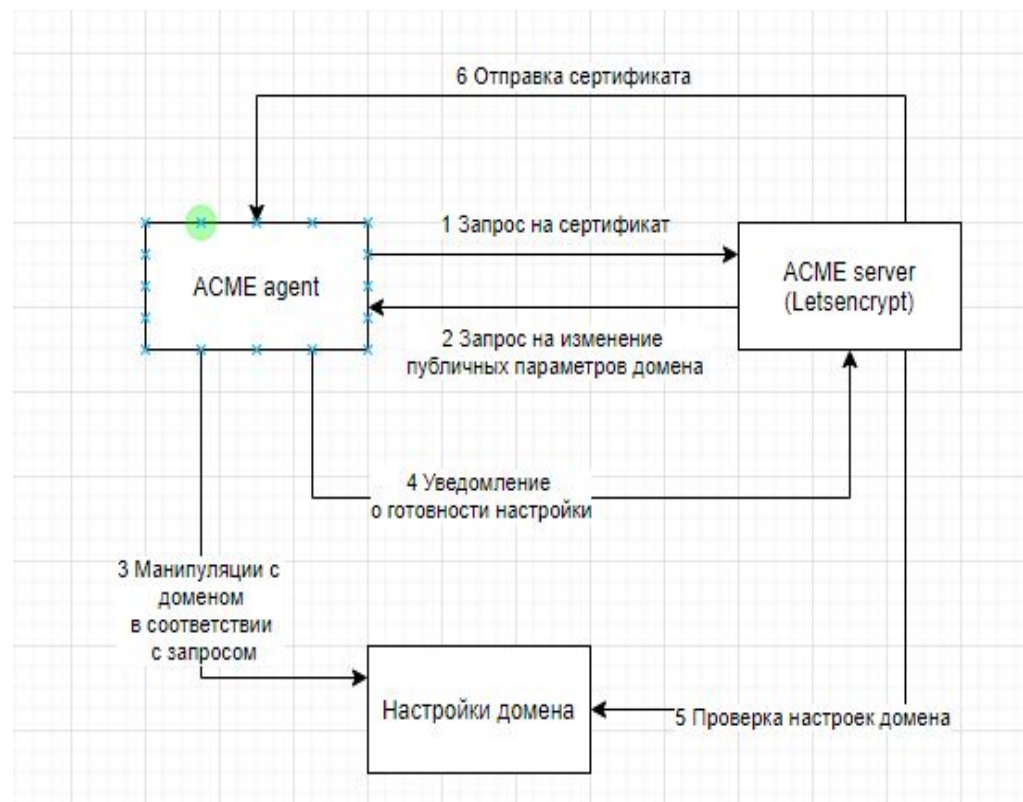 6 Отправка сертификата
1 Запрос на сертификат
ACME agent
ACME server
(Letsencrypt)
2 Запрос на изменение
публичных параметров домена
4 Уведомление
о готовности настройки
3 Манипуляции с
доменом
в соответствии
с запросом
Настройки домена
5 Проверка настроек домена